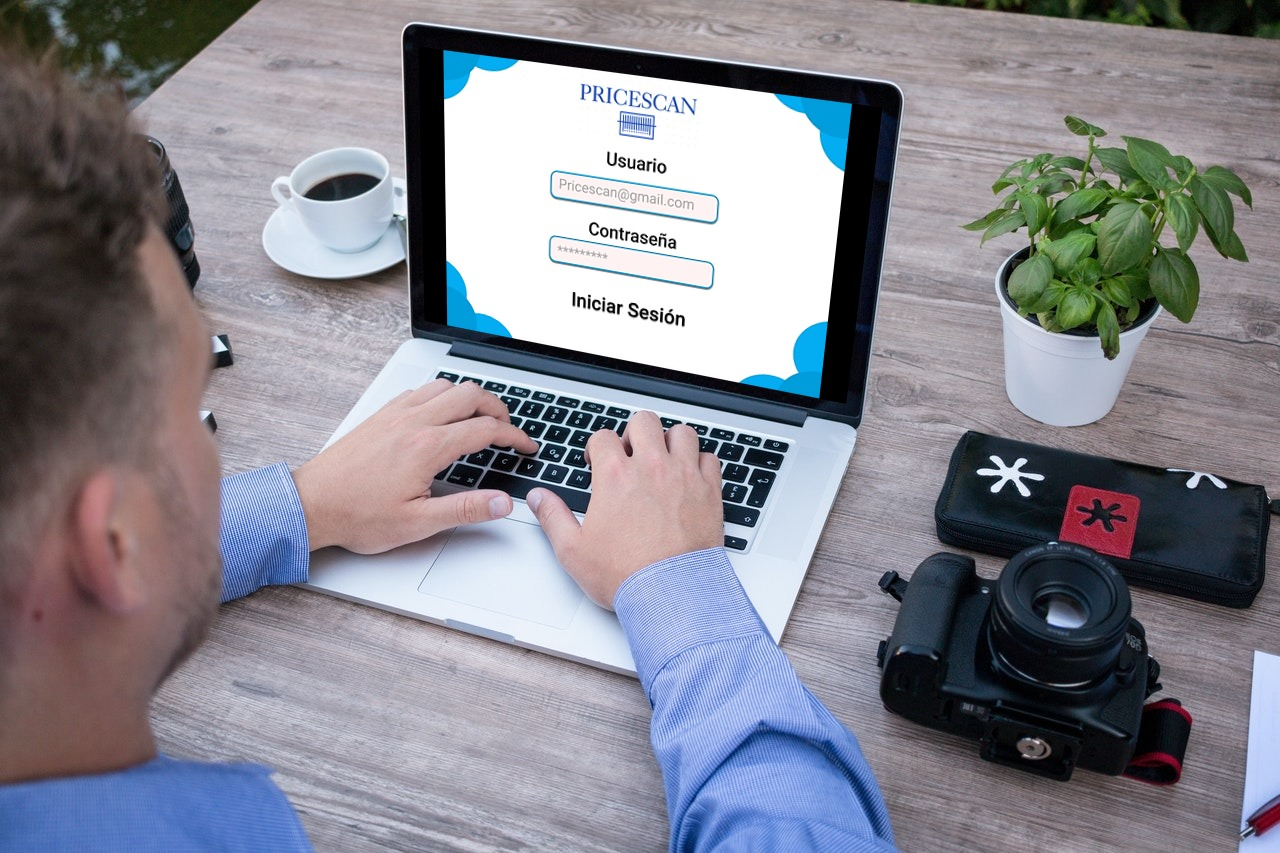 PRICESCAN
Usuario
Pricescan@gmail.com
Contraseña
*********
Iniciar Sesión